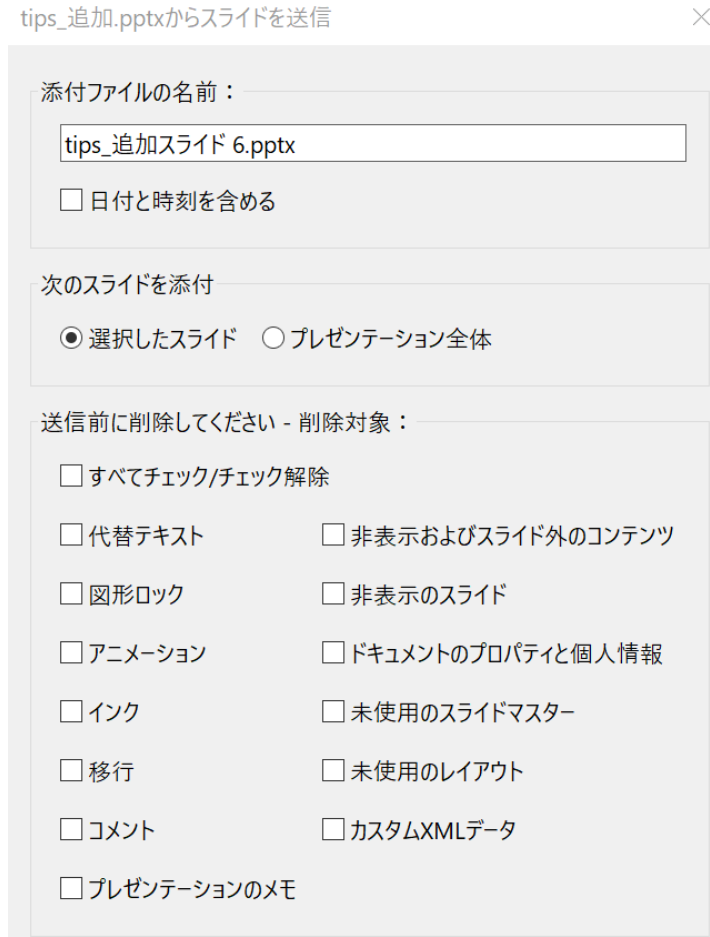 tips_追加.pptxからスライドを送信
添付ファイルの名前：
tips_追加スライド 6.pptx
日付と時刻を含める
次のスライドを添付
選択したスライド プレゼンテーション全体
送信前に削除してください - 削除対象：
すべてチェック/チェック解除
代替テキスト 非表示およびスライド外のコンテンツ
図形ロック 非表示のスライド
アニメーション ドキュメントのプロパティと個人情報
インク 未使用のスライドマスター
移行 未使用のレイアウト
コメント カスタムXMLデータ
プレゼンテーションのメモ